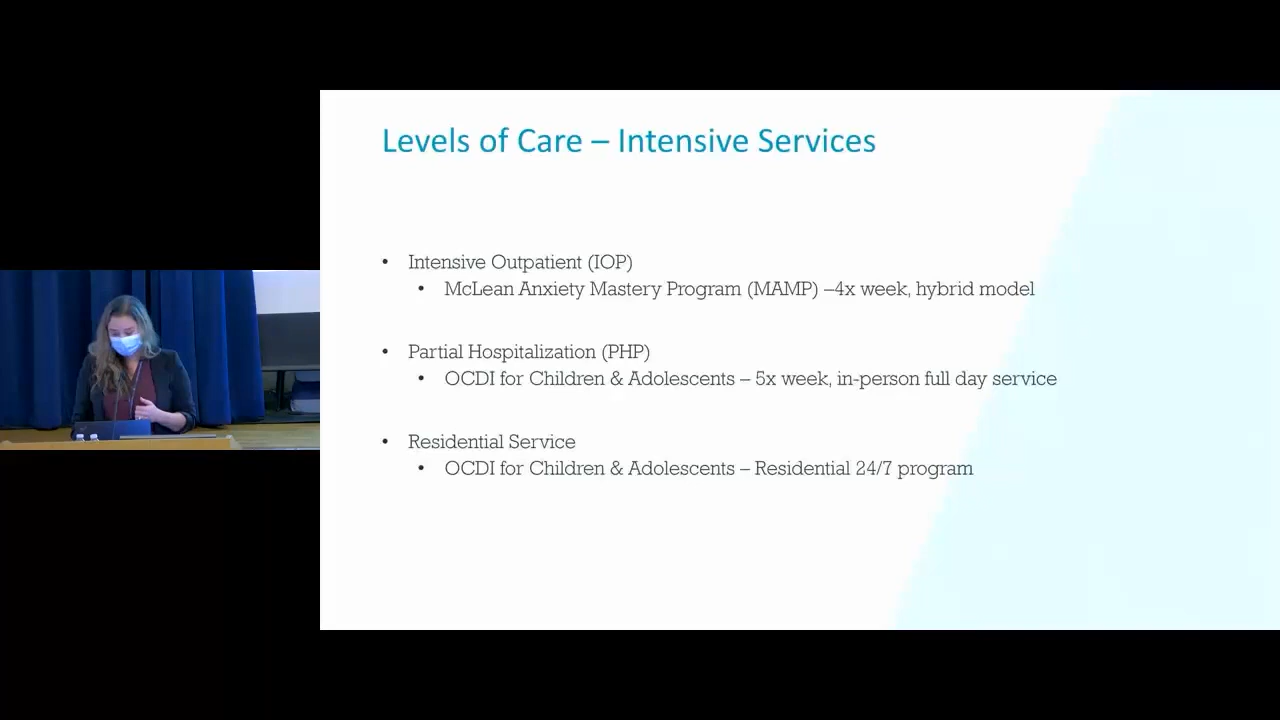 Levels of Care – Intensive Services
• Intensive Outpatient (IOP)
• McLean Anxiety Mastery Program (MAMP) –4x week, hybrid model
• Partial Hospitalization (PHP)
• OCDI for Children & Adolescents – 5x week, in-person full day service
• Residential Service
• OCDI for Children & Adolescents – Residential 24/7 program